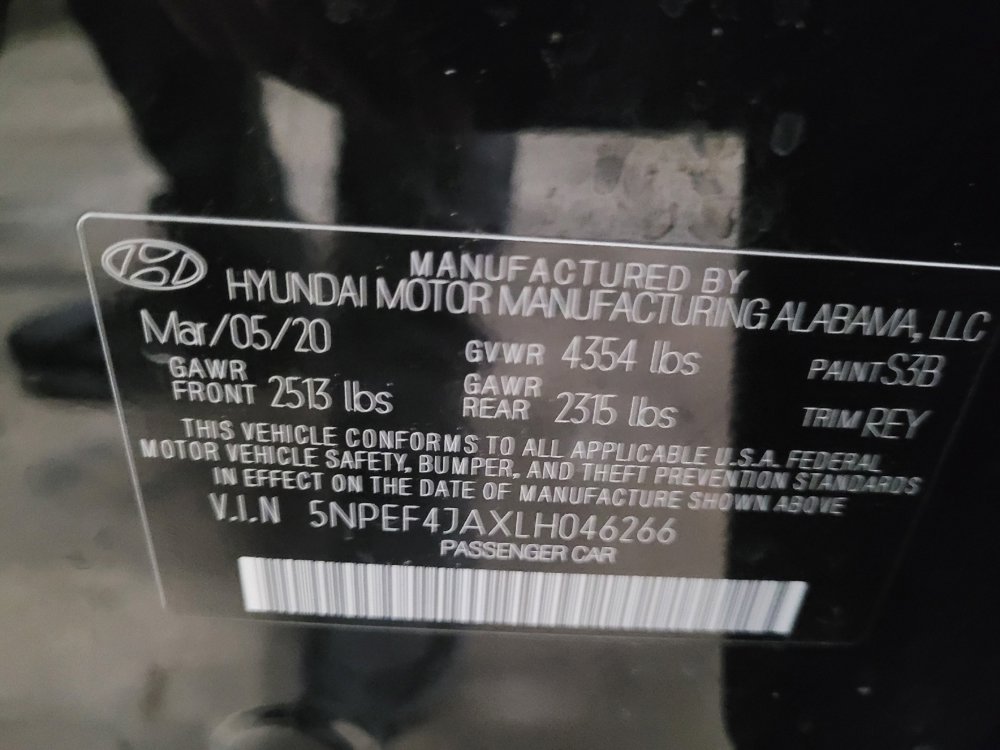 MANUFACTURED BY
HYUNDAI MOTOR MANUFACTURING ALABAMA, LLC
Mar/05/20 GVWR 4354 lbs PAINT S3B
GAWR FRONT 2513 lbs GAWR REAR 2315 lbs TRIM REY
THIS VEHICLE CONFORMS TO ALL APPLICABLE U.S.A. FEDERAL
MOTOR VEHICLE SAFETY, BUMPER, AND THEFT PREVENTION STANDARDS
IN EFFECT ON THE DATE OF MANUFACTURE SHOWN ABOVE
V.I.N 5NPEF4JAXLH046266
PASSENGER CAR